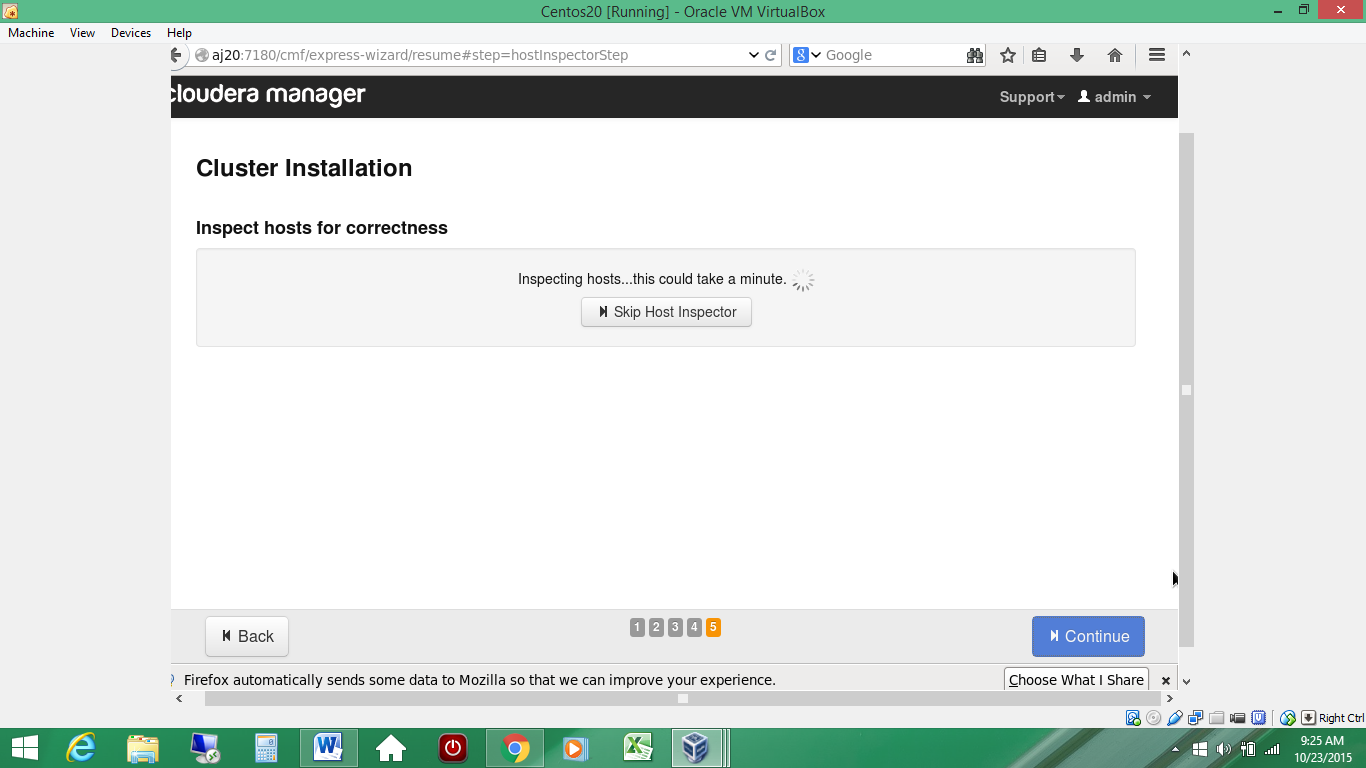 Centos20 [Running] - Oracle VM VirtualBox
Machine View Devices Help
aj20:7180/cmf/express-wizard/resume#step=hostInspectorStep
Google
cloudera manager
Support admin
Cluster Installation
Inspect hosts for correctness
Inspecting hosts...this could take a minute.
Skip Host Inspector
Back
1 2 3 4 5
Continue
Firefox automatically sends some data to Mozilla so that we can improve your experience.
Choose What I Share
Right Ctrl
9:25 AM
10/23/2015